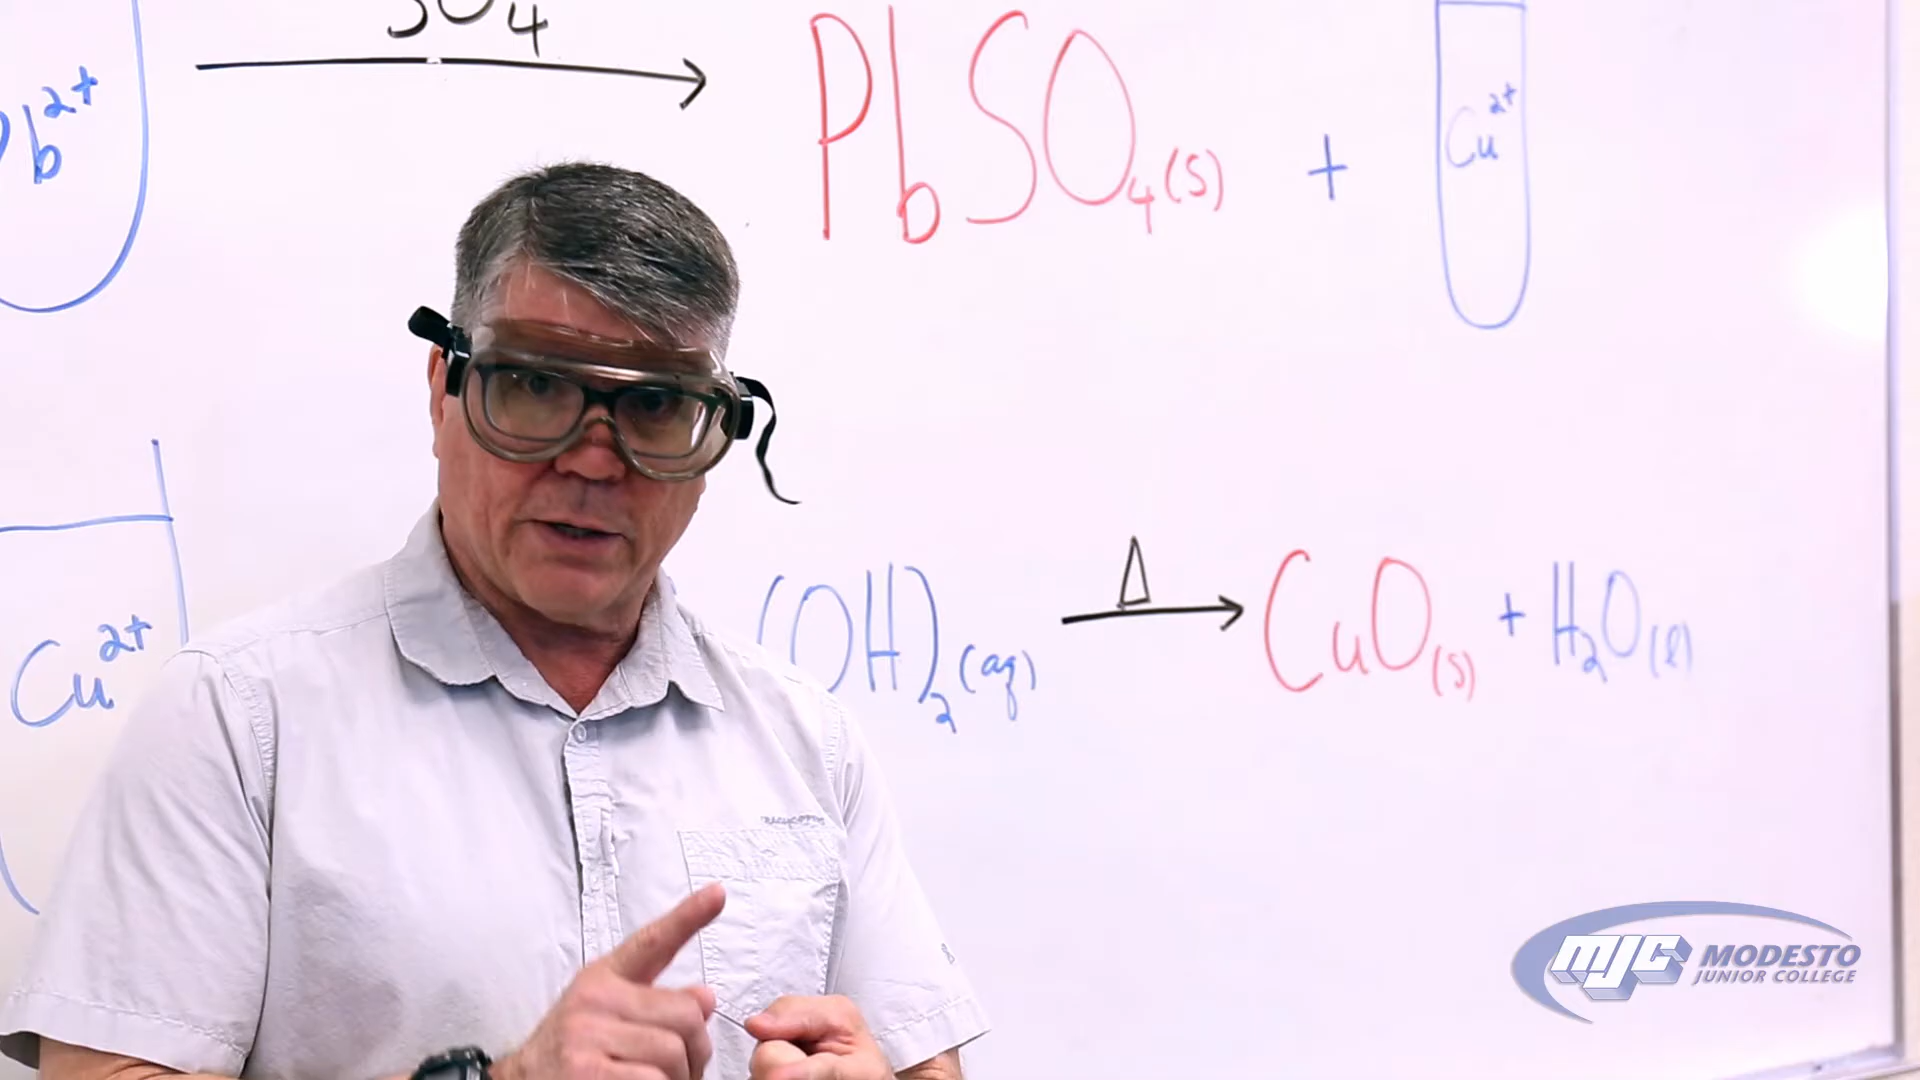 SO4
Pb2+
PbSO4(s) + Cu2+
Cu2+
(OH)2(aq) Δ CuO(s) + H2O(l)
MJC MODESTO
JUNIOR COLLEGE